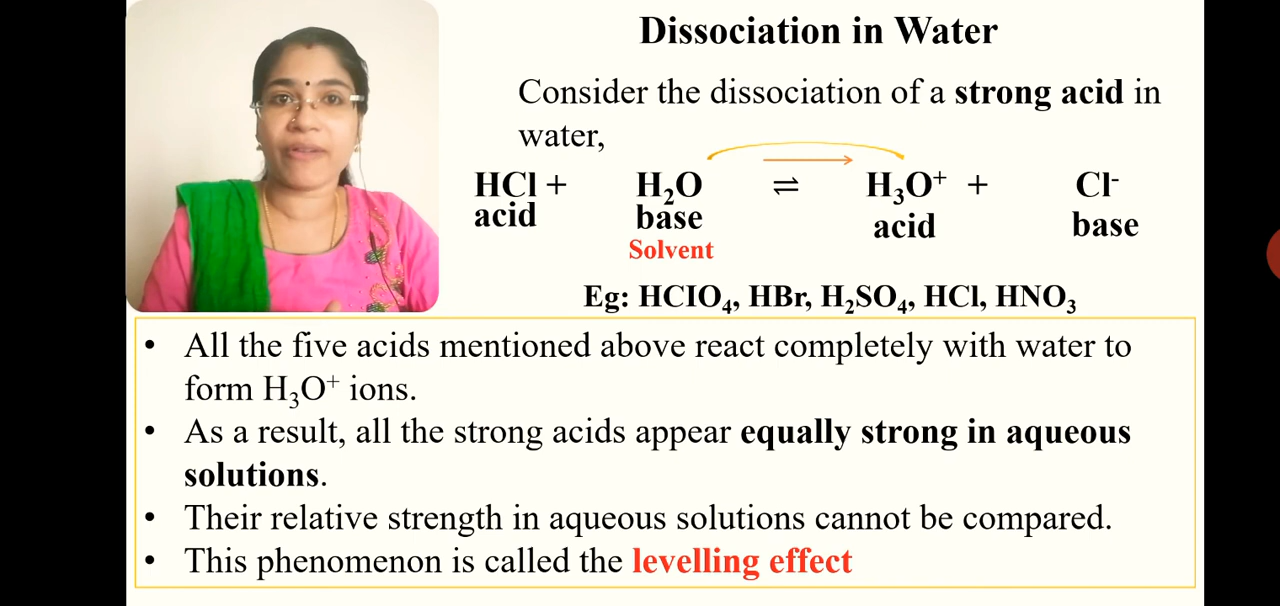 Dissociation in Water
Consider the dissociation of a strong acid in
water,
HCl + H₂O ⇌ H₃O⁺ + Cl⁻
acid base acid base
Solvent
Eg: HClO₄, HBr, H₂SO₄, HCl, HNO₃
• All the five acids mentioned above react completely with water to
form H₃O⁺ ions.
• As a result, all the strong acids appear equally strong in aqueous
solutions.
• Their relative strength in aqueous solutions cannot be compared.
• This phenomenon is called the levelling effect